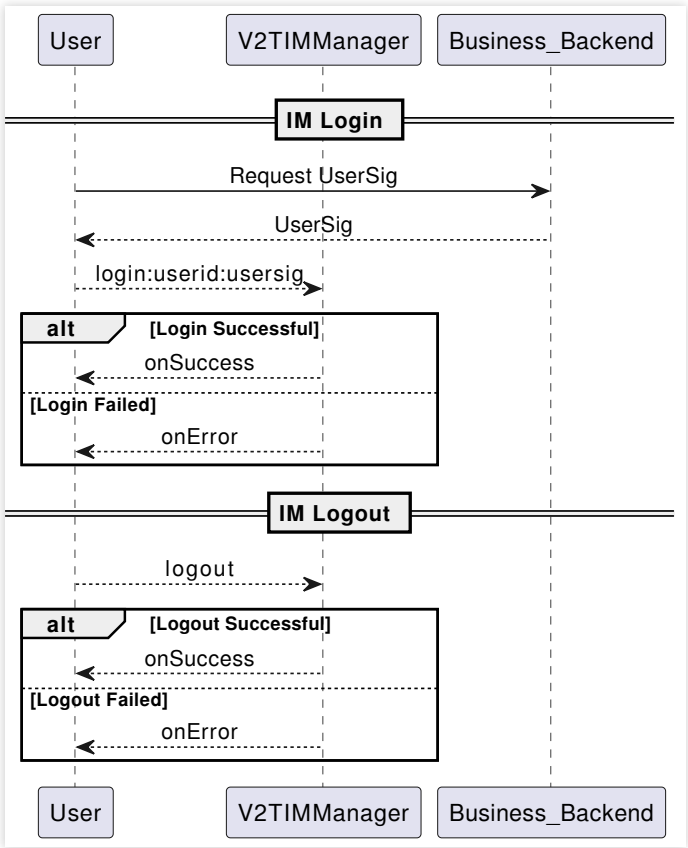 User V2TIMManager Business_Backend
IM Login
Request UserSig
UserSig
login:userid:usersig
alt [Login Successful]
onSuccess
[Login Failed]
onError
IM Logout
logout
alt [Logout Successful]
onSuccess
[Logout Failed]
onError
User V2TIMManager Business_Backend